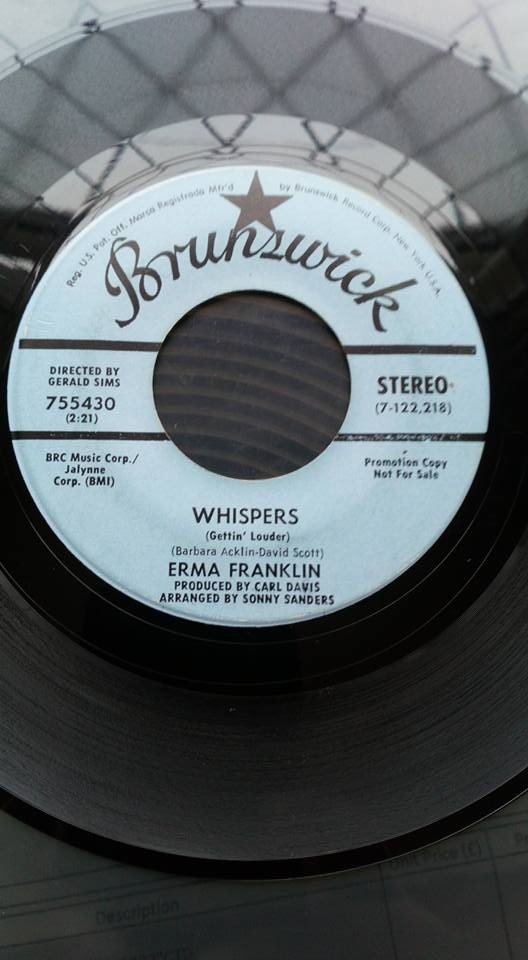 Reg. U.S. Pat. Off. Marca Registrada Mfr'd by Brunswick Record Corp. New York U.S.A.
Brunswick
DIRECTED BY
GERALD SIMS
755430
(2:21)
STEREO
(7-122,218)
BRC Music Corp./
Jalynne
Corp. (BMI)
Promotion Copy
Not For Sale
WHISPERS
(Gettin' Louder)
(Barbara Acklin-David Scott)
ERMA FRANKLIN
PRODUCED BY CARL DAVIS
ARRANGED BY SONNY SANDERS
Unit Price (£)
Description